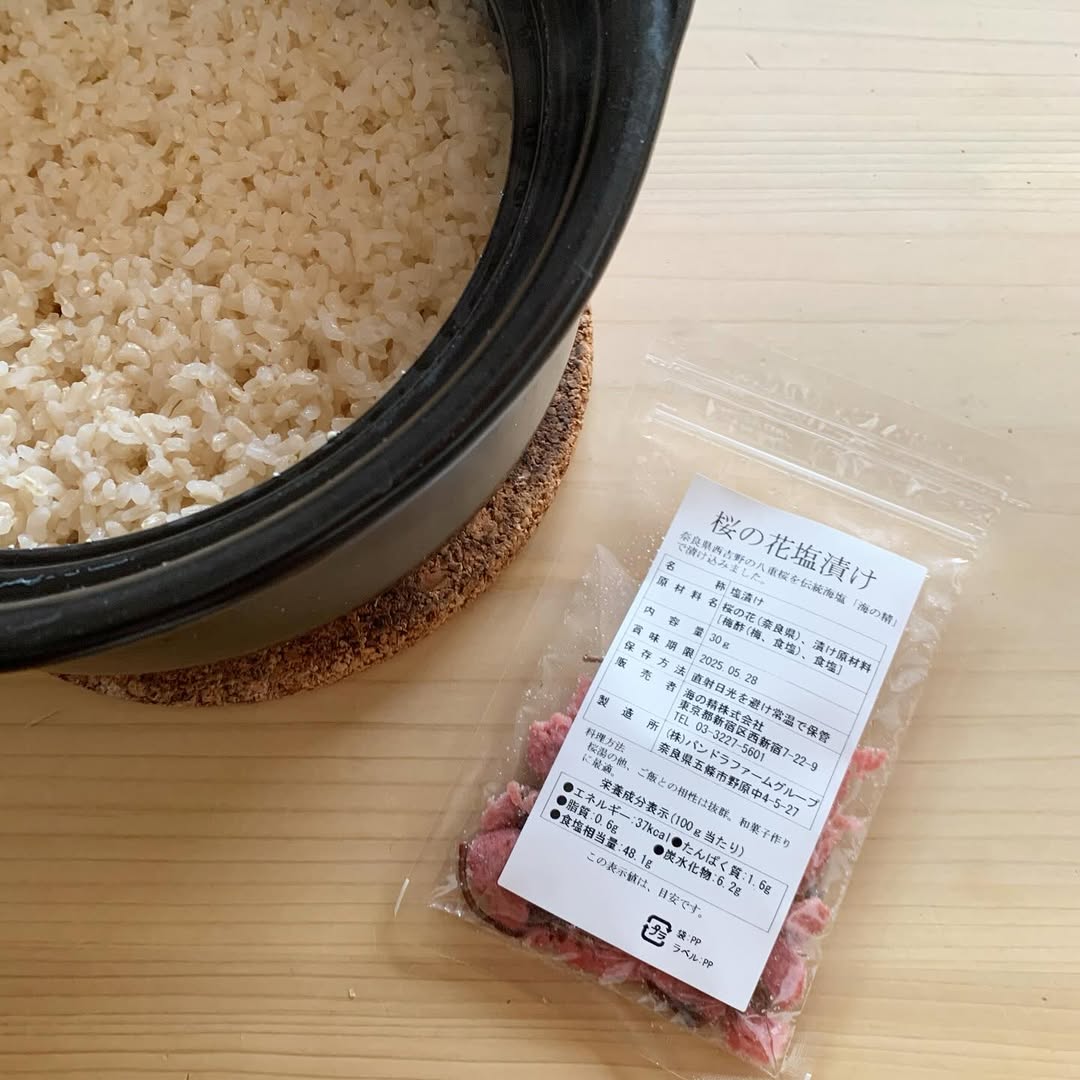 桜の花塩漬け
奈良県西吉野の八重桜を伝統海塩「海の精」
で漬け込みました。
名称 塩漬け
原材料名 桜の花(奈良県)、漬け原材料
[梅酢(梅、食塩)、食塩]
内容量 30g
賞味期限 2025.05.28
保存方法 直射日光を避け常温で保管
販売者 海の精株式会社
東京都新宿区西新宿7-22-9
TEL 03-3227-5601
製造所 (株)パンドラファームグループ
奈良県五條市野原中4-5-27
料理方法
桜湯の他、ご飯との相性は抜群。和菓子作り
に最適。
栄養成分表示(100g当たり)
●エネルギー:37kcal●たんぱく質:1.6g
●脂質:0.6g ●炭水化物:6.2g
●食塩相当量:48.1g
この表示値は、目安です。
プラ 袋:PP
ラベル:PP